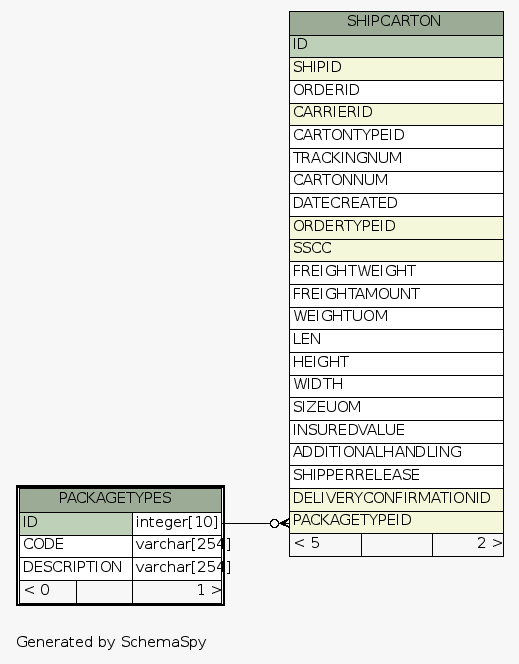 SHIPCARTON
ID
SHIPID
ORDERID
CARRIERID
CARTONTYPEID
TRACKINGNUM
CARTONNUM
DATECREATED
ORDERTYPEID
SSCC
FREIGHTWEIGHT
FREIGHTAMOUNT
WEIGHTUOM
LEN
HEIGHT
WIDTH
SIZEUOM
INSUREDVALUE
ADDITIONALHANDLING
SHIPPERRELEASE
DELIVERYCONFIRMATIONID
PACKAGETYPEID
< 5 2 >
PACKAGETYPES
ID integer[10]
CODE varchar[254]
DESCRIPTION varchar[254]
< 0 1 >
Generated by SchemaSpy